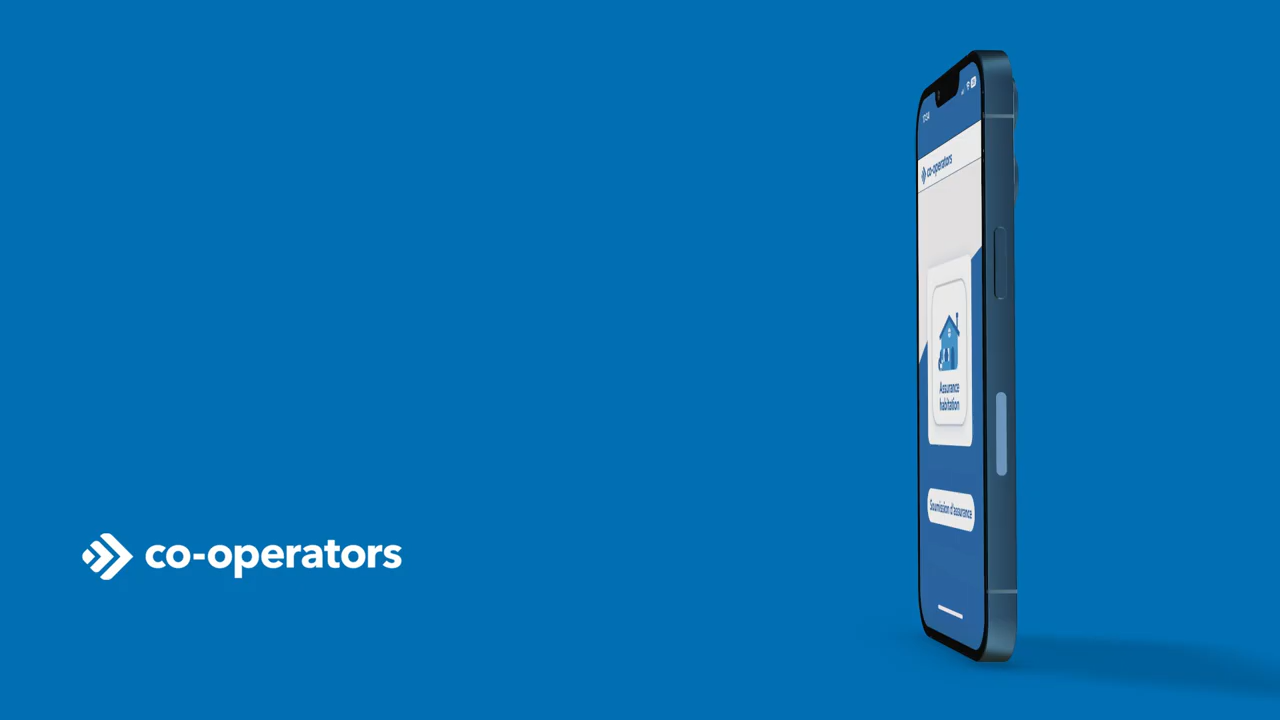 co-operators
Assurance
habitation
Soumission d'assurance
co-operators